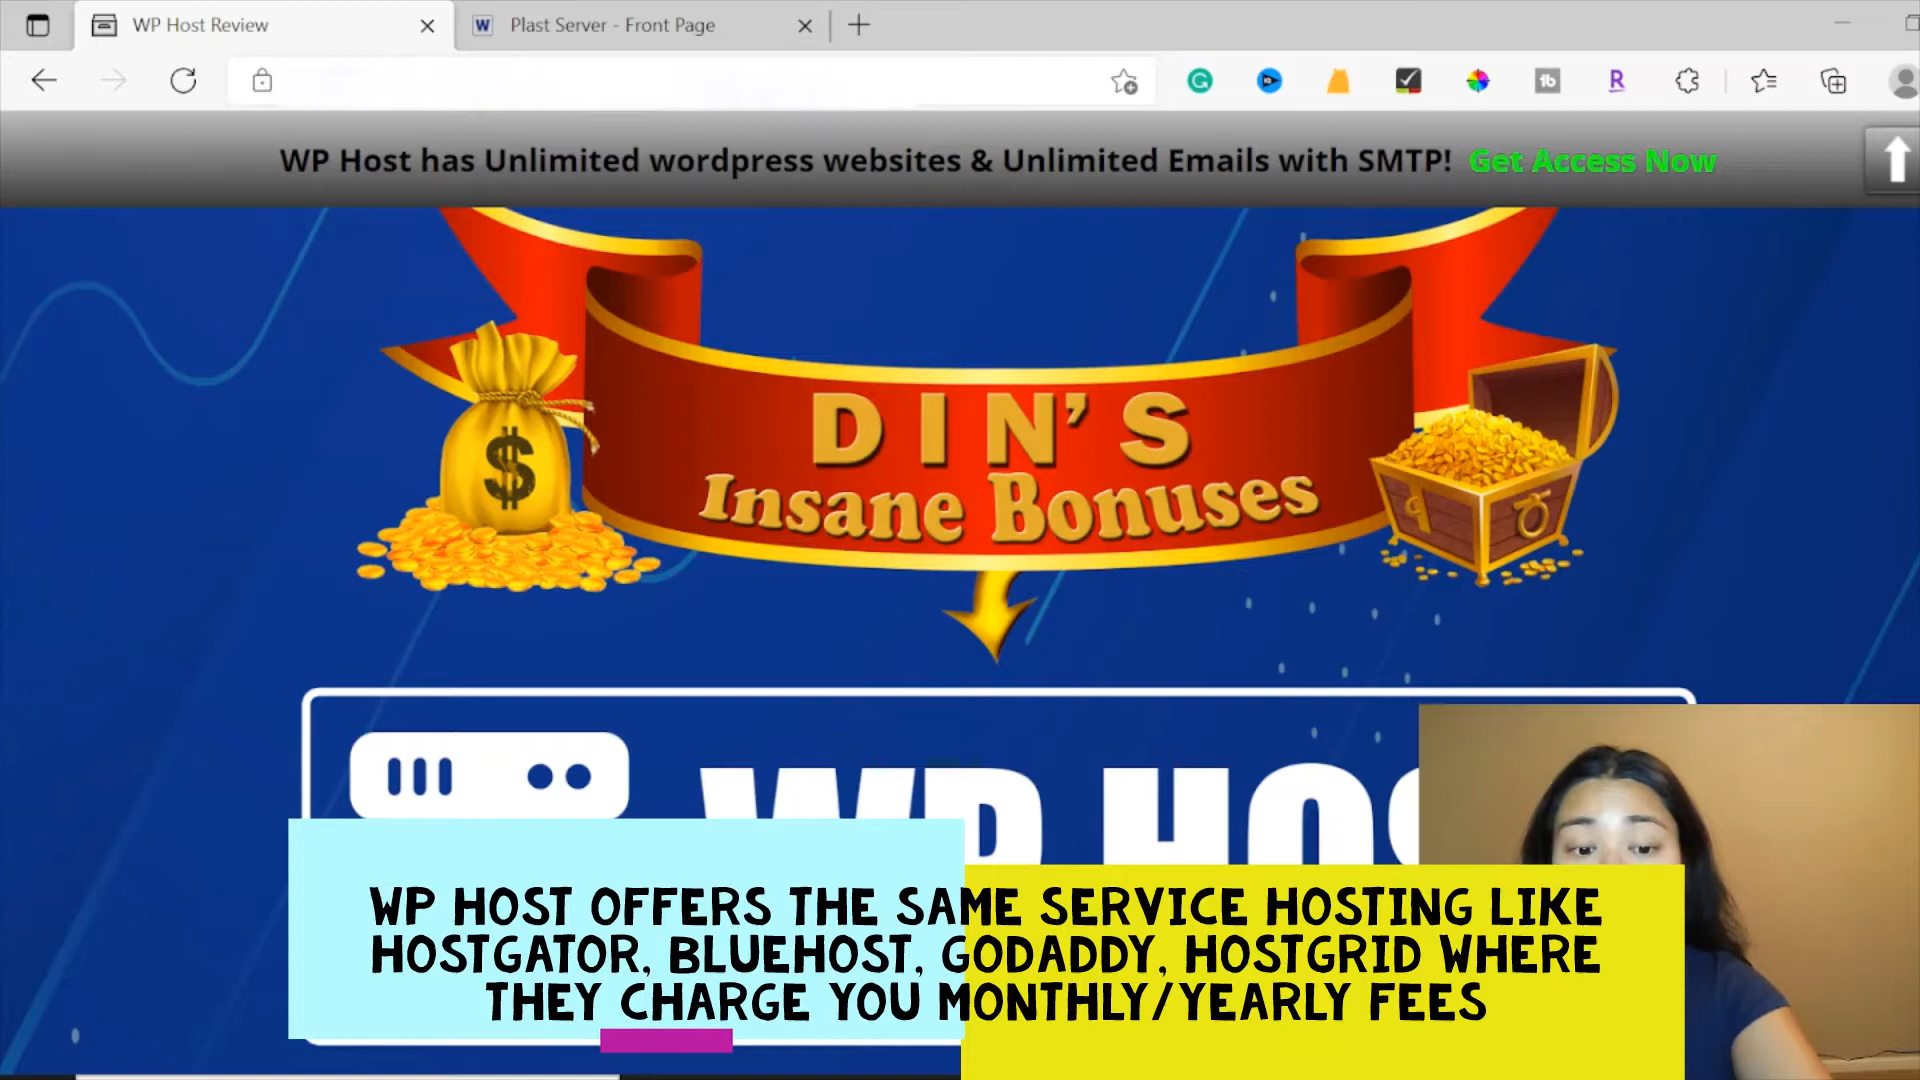 WP Host Review
W Plast Server - Front Page
WP Host has Unlimited wordpress websites & Unlimited Emails with SMTP! Get Access Now
DIN'S
Insane Bonuses
$
WP HOS
WP HOST OFFERS THE SAME SERVICE HOSTING LIKE
HOSTGATOR, BLUEHOST, GODADDY, HOSTGRID WHERE
THEY CHARGE YOU MONTHLY/YEARLY FEES